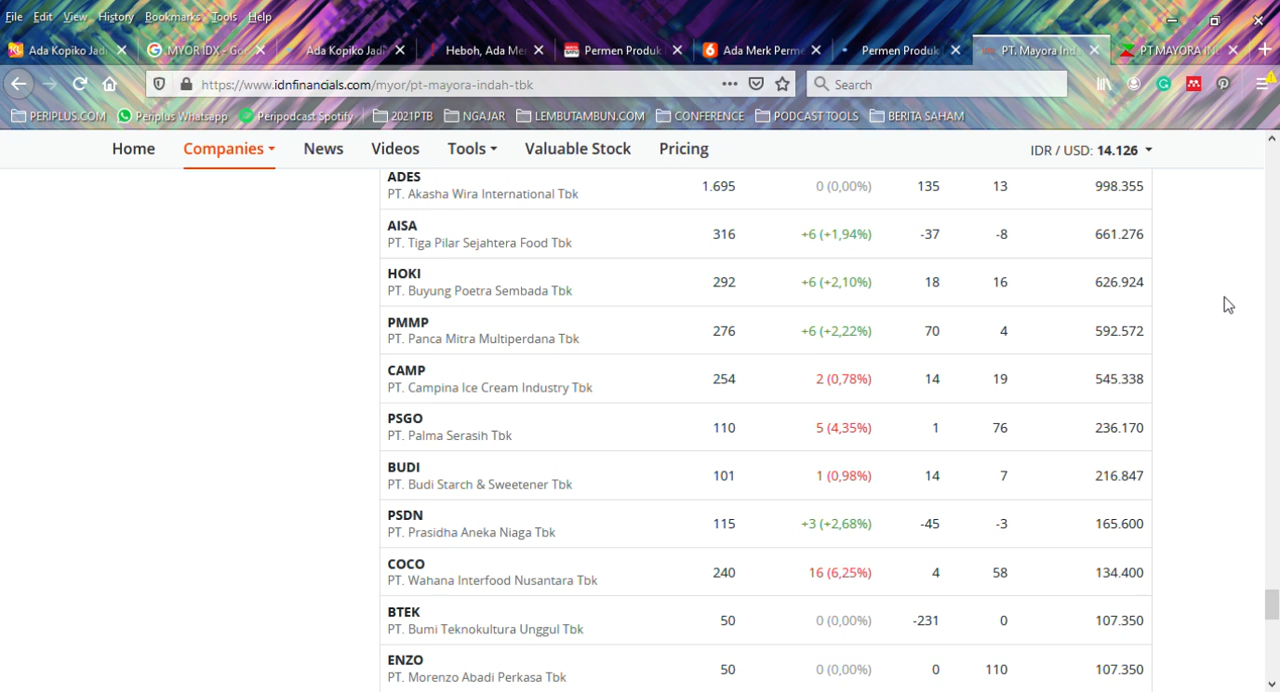 File Edit View History Bookmarks Tools Help
Ada Kopiko Jadi
MYOR IDX - Goo
Ada Kopiko Jadi
Heboh, Ada Mer
Permen Produk
Ada Merk Perme
Permen Produk
PT. Mayora Inda
PT MAYORA IND
https://www.idnfinancials.com/myor/pt-mayora-indah-tbk
Search
PERIPLUS.COM Periplus Whatsapp Peripodcast Spotify 2021PTB NGAJAR LEMBUTAMBUN.COM CONFERENCE PODCAST TOOLS BERITA SAHAM
Home Companies News Videos Tools Valuable Stock Pricing IDR / USD: 14.126
ADES
PT. Akasha Wira International Tbk
1.695 0 (0,00%) 135 13 998.355
AISA
PT. Tiga Pilar Sejahtera Food Tbk
316 +6 (+1,94%) -37 -8 661.276
HOKI
PT. Buyung Poetra Sembada Tbk
292 +6 (+2,10%) 18 16 626.924
PMMP
PT. Panca Mitra Multiperdana Tbk
276 +6 (+2,22%) 70 4 592.572
CAMP
PT. Campina Ice Cream Industry Tbk
254 2 (0,78%) 14 19 545.338
PSGO
PT. Palma Serasih Tbk
110 5 (4,35%) 1 76 236.170
BUDI
PT. Budi Starch & Sweetener Tbk
101 1 (0,98%) 14 7 216.847
PSDN
PT. Prasidha Aneka Niaga Tbk
115 +3 (+2,68%) -45 -3 165.600
COCO
PT. Wahana Interfood Nusantara Tbk
240 16 (6,25%) 4 58 134.400
BTEK
PT. Bumi Teknokultura Unggul Tbk
50 0 (0,00%) -231 0 107.350
ENZO
PT. Morenzo Abadi Perkasa Tbk
50 0 (0,00%) 0 110 107.350